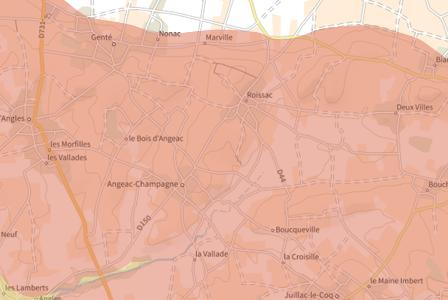 D731
Genté
Nonac
Marville
Roissac
Deux Villes
Angles
les Morfilles
les Vallades
le Bois d'Angeac
Angeac-Champagne
D44
D150
Boucqueville
Neuf
la Vallade
la Croisille
les Lamberts
Juillac-le-Coq
le Maine Imbert